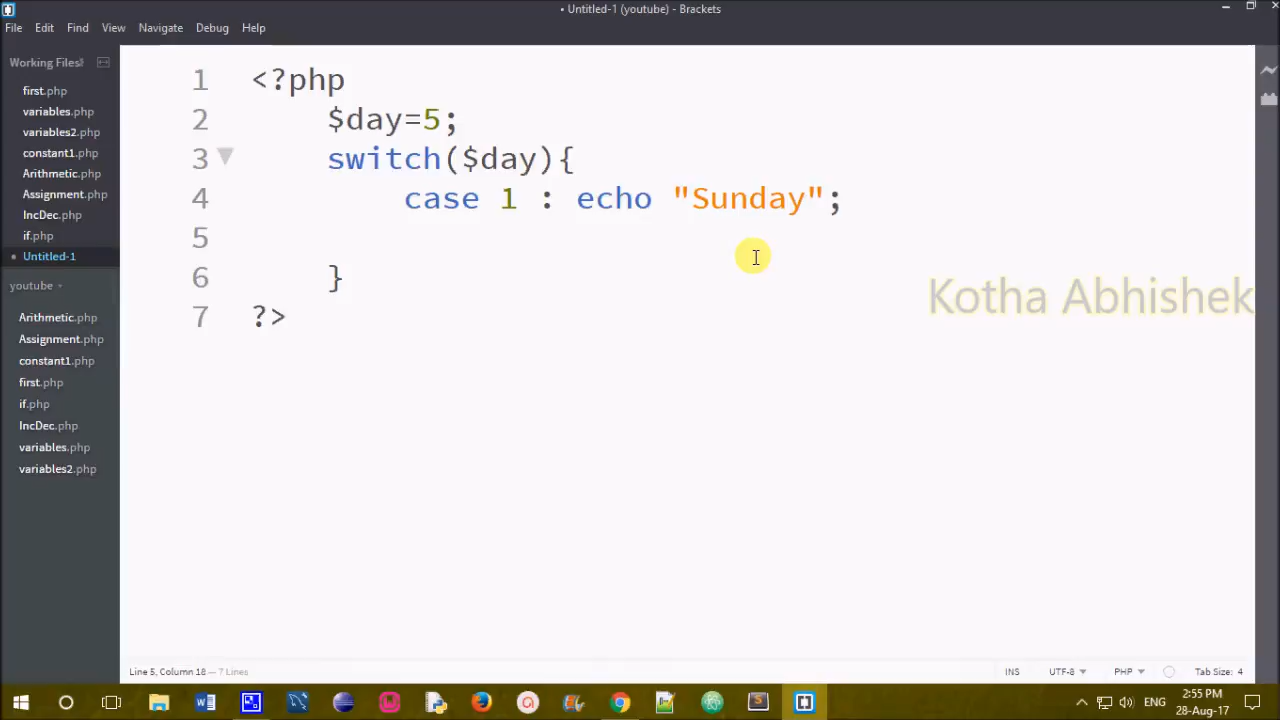 • Untitled-1 (youtube) - Brackets
File Edit Find View Navigate Debug Help
Working Files
first.php
variables.php
variables2.php
constant1.php
Arithmetic.php
Assignment.php
IncDec.php
if.php
• Untitled-1
youtube
Arithmetic.php
Assignment.php
constant1.php
first.php
if.php
IncDec.php
variables.php
variables2.php
1 <?php
2 $day=5;
3 switch($day){
4 case 1 : echo "Sunday";
5
6 }
7 ?>
Kotha Abhishek
Line 5, Column 18 — 7 Lines
INS UTF-8 PHP Tab Size: 4
ENG
2:55 PM
28-Aug-17